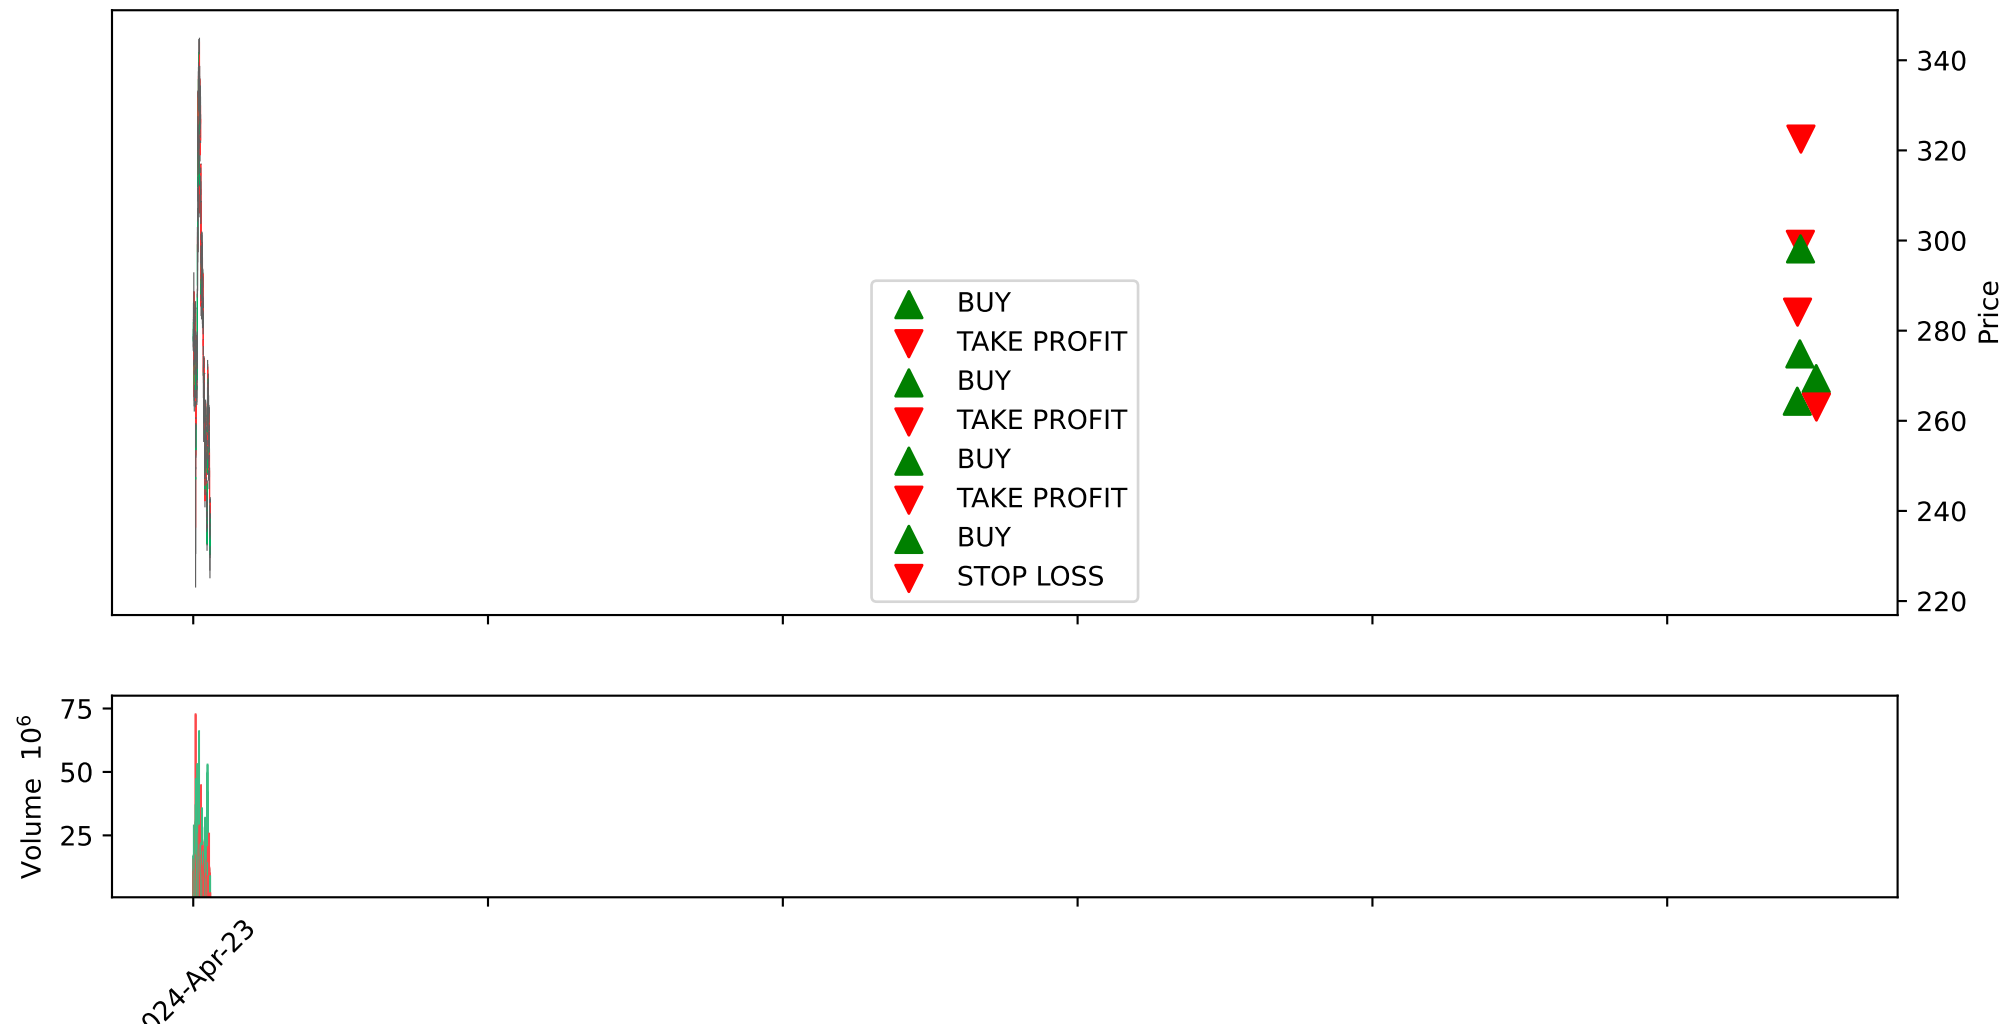 340
320
300
280
260
240
220
Price
BUY
TAKE PROFIT
BUY
TAKE PROFIT
BUY
TAKE PROFIT
BUY
STOP LOSS
75
50
25
Volume 10⁶
024-Apr-23